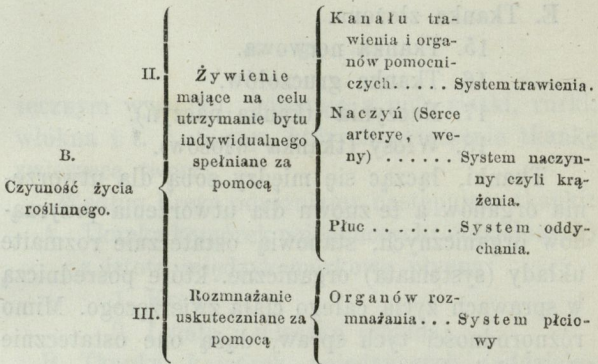 B.
Czynność życia
roślinnego.
II.
Żywienie
mające na celu
utrzymanie bytu
indywidualnego
spełniane za
pomocą
Kanału tra-
wienia i orga-
nów pomocni-
czych..... System trawienia.
Naczyń (Serce
arterye, we-
ny) ...... System naczyn-
ny czyli krą-
żenia.
Płuc ....... System oddy-
chania.
III.
Rozmnażanie
uskuteczniane za
pomocą
Organów roz-
mnażania... System płcio-
wy